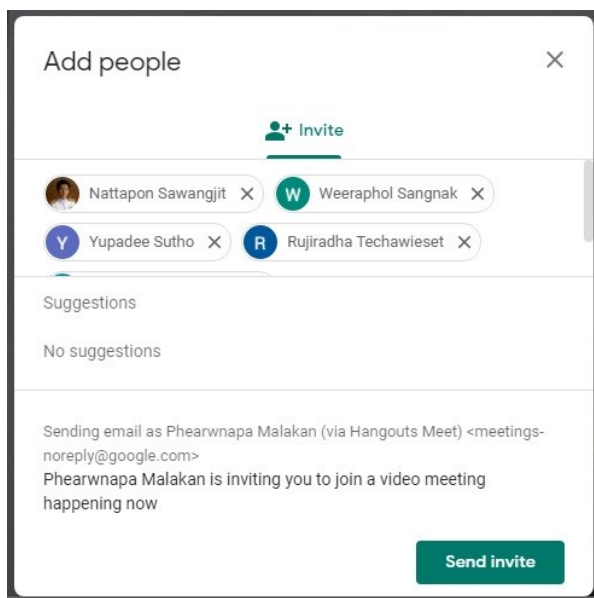 Add people
Invite
Nattapon Sawangjit W Weeraphol Sangnak
Y Yupadee Sutho R Rujiradha Techawieset
Suggestions
No suggestions
Sending email as Phearwnapa Malakan (via Hangouts Meet) <meetings-
noreply@google.com>
Phearwnapa Malakan is inviting you to join a video meeting
happening now
Send invite